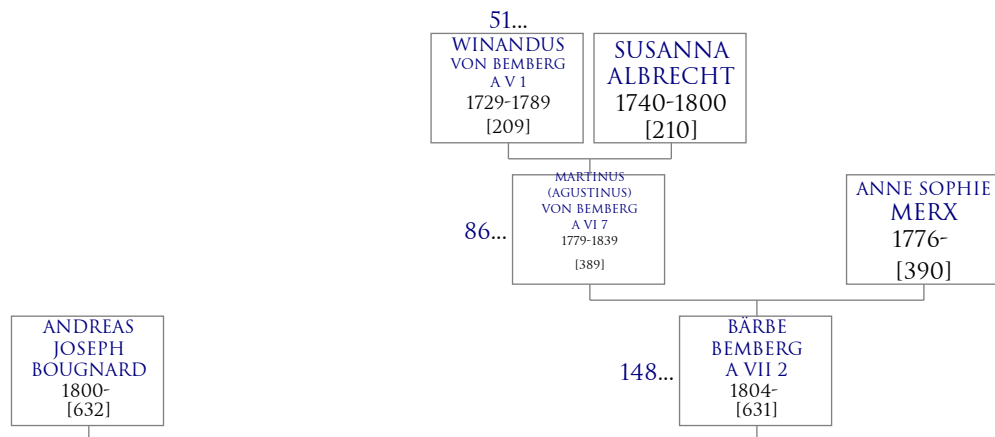 51...
WINANDUS
VON BEMBERG
A V 1
1729-1789
[209]
SUSANNA
ALBRECHT
1740-1800
[210]
86...
MARTINUS
(AGUSTINUS)
VON BEMBERG
A VI 7
1779-1839
[389]
ANNE SOPHIE
MERX
1776-
[390]
ANDREAS
JOSEPH
BOUGNARD
1800-
[632]
148...
BÄRBE
BEMBERG
A VII 2
1804-
[631]